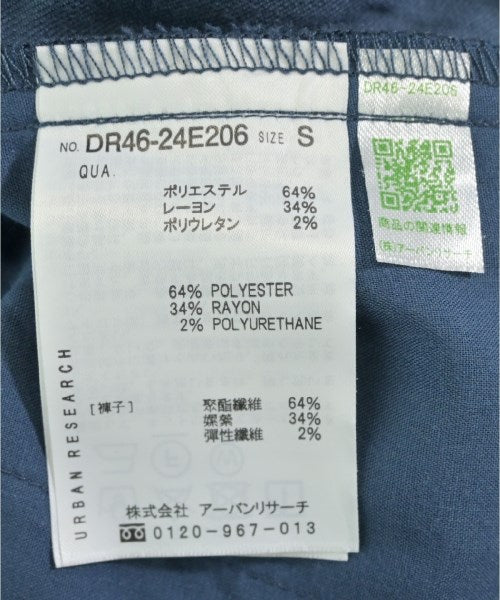 NO. DR46-24E206 SIZE S
QUA.
ポリエステル 64%
レーヨン 34%
ポリウレタン 2%
64% POLYESTER
34% RAYON
2% POLYURETHANE
[褲子]
聚酯纖維 64%
嫘縈 34%
彈性纖維 2%
URBAN RESEARCH
株式会社 アーバンリサーチ
0120-967-013
DR46-24E206
商品の関連情報
(株)アーバンリサーチ